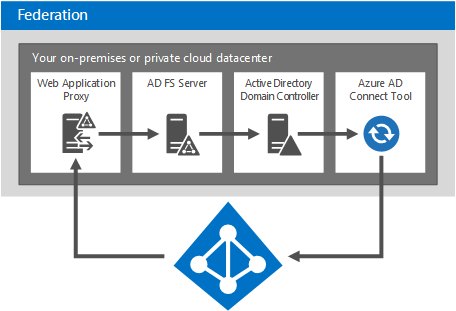 Federation
Your on-premises or private cloud datacenter
Web Application
Proxy
AD FS Server
Active Directory
Domain Controller
Azure AD
Connect Tool